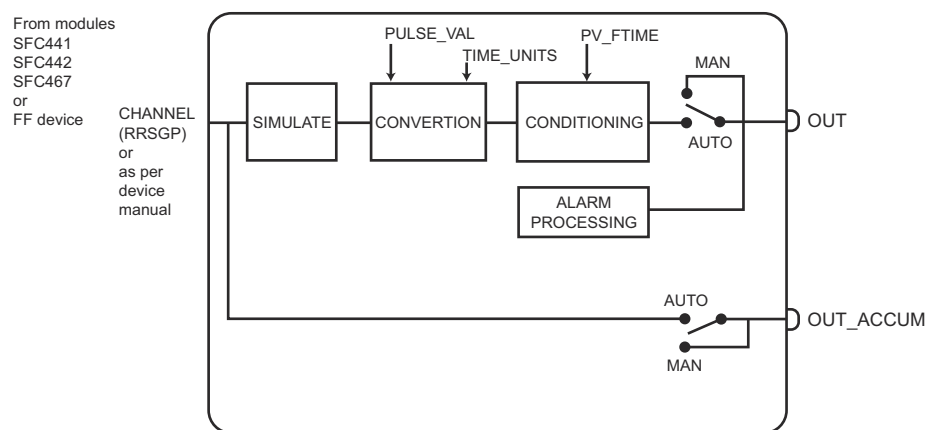 From modules
SFC441
SFC442
SFC467
or
FF device
CHANNEL
(RRSGP)
or
as per
device
manual
PULSE_VAL
TIME_UNITS
PV_FTIME
SIMULATE
CONVERTION
CONDITIONING
MAN
AUTO
OUT
ALARM
PROCESSING
AUTO
MAN
OUT_ACCUM